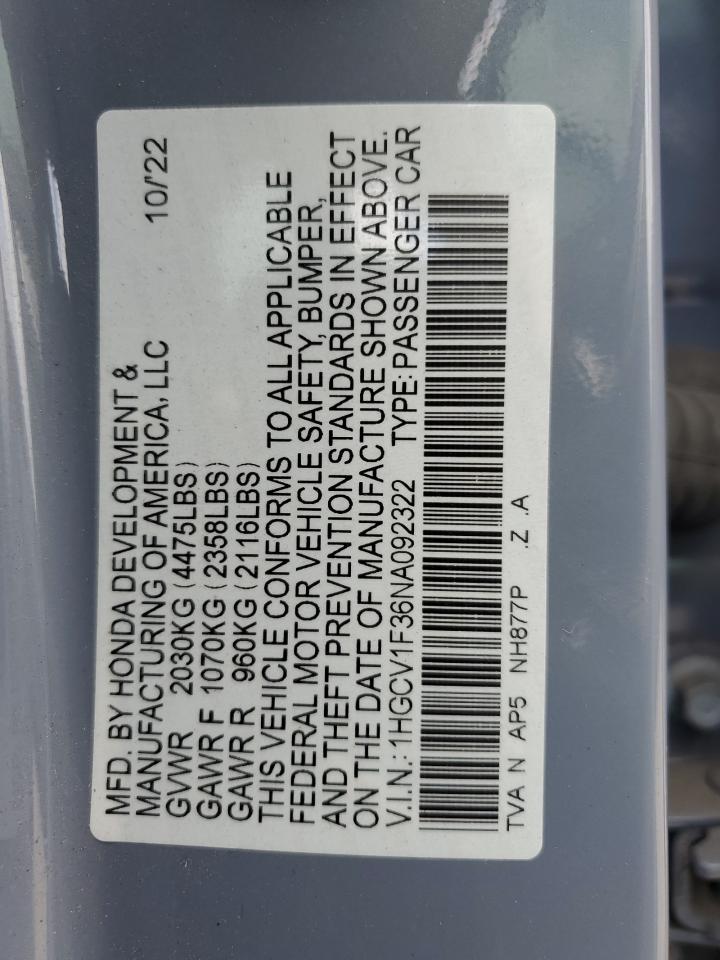 MFD. BY HONDA DEVELOPMENT &
MANUFACTURING OF AMERICA, LLC 10/'22
GVWR 2030KG (4475LBS)
GAWR F 1070KG (2358LBS)
GAWR R 960KG (2116LBS)
THIS VEHICLE CONFORMS TO ALL APPLICABLE
FEDERAL MOTOR VEHICLE SAFETY, BUMPER,
AND THEFT PREVENTION STANDARDS IN EFFECT
ON THE DATE OF MANUFACTURE SHOWN ABOVE.
V.I.N.: 1HGCV1F36NA092322 TYPE: PASSENGER CAR
TVA N AP5 NH877P .Z .A